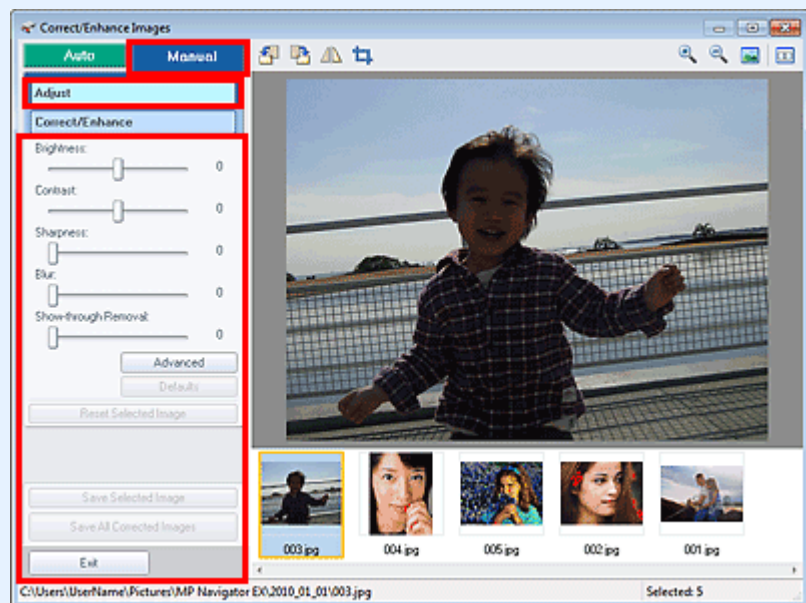 Correct/Enhance Images
Auto
Manual
Adjust
Correct/Enhance
Brightness:
0
Contrast:
0
Sharpness:
0
Blur:
0
Show-through Removal:
0
Advanced
Defaults
Reset Selected Image
Save Selected Image
Save All Corrected Images
Exit
003.jpg
004.jpg
005.jpg
002.jpg
001.jpg
C:\Users\UserName\Pictures\MP Navigator EX\2010_01_01\003.jpg
Selected: 5